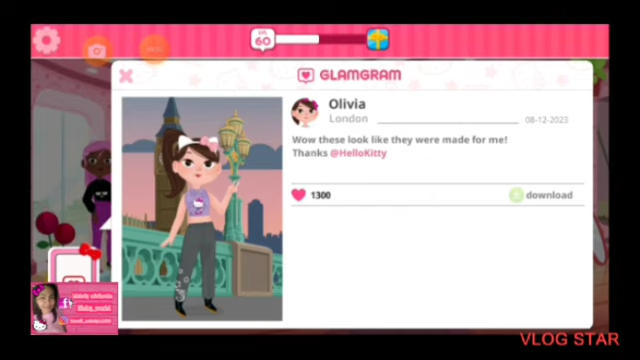 LVL
60
GLAMGRAM
Olivia
London
08-12-2023
Wow these look like they were made for me!
Thanks @HelloKitty
1300
download
VLOG STAR